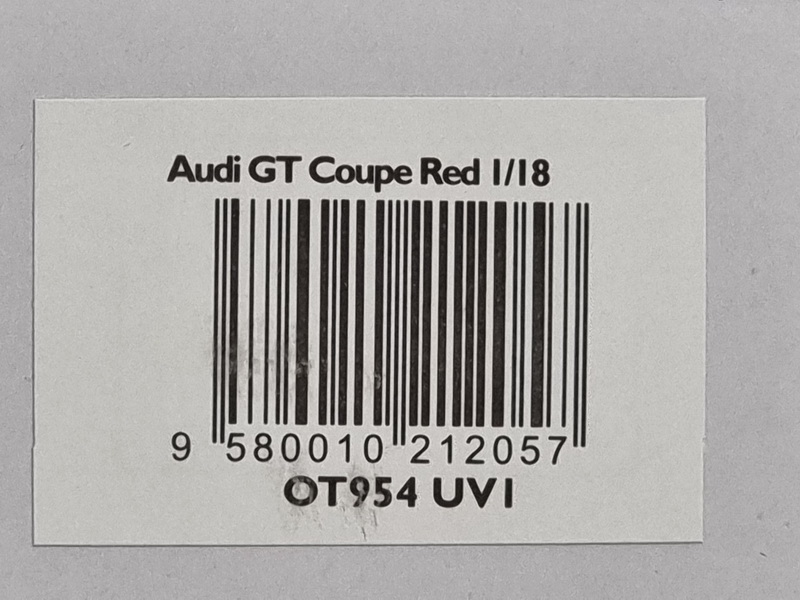 Audi GT Coupe Red 1/18
9 580010 212057
OT954 UV1